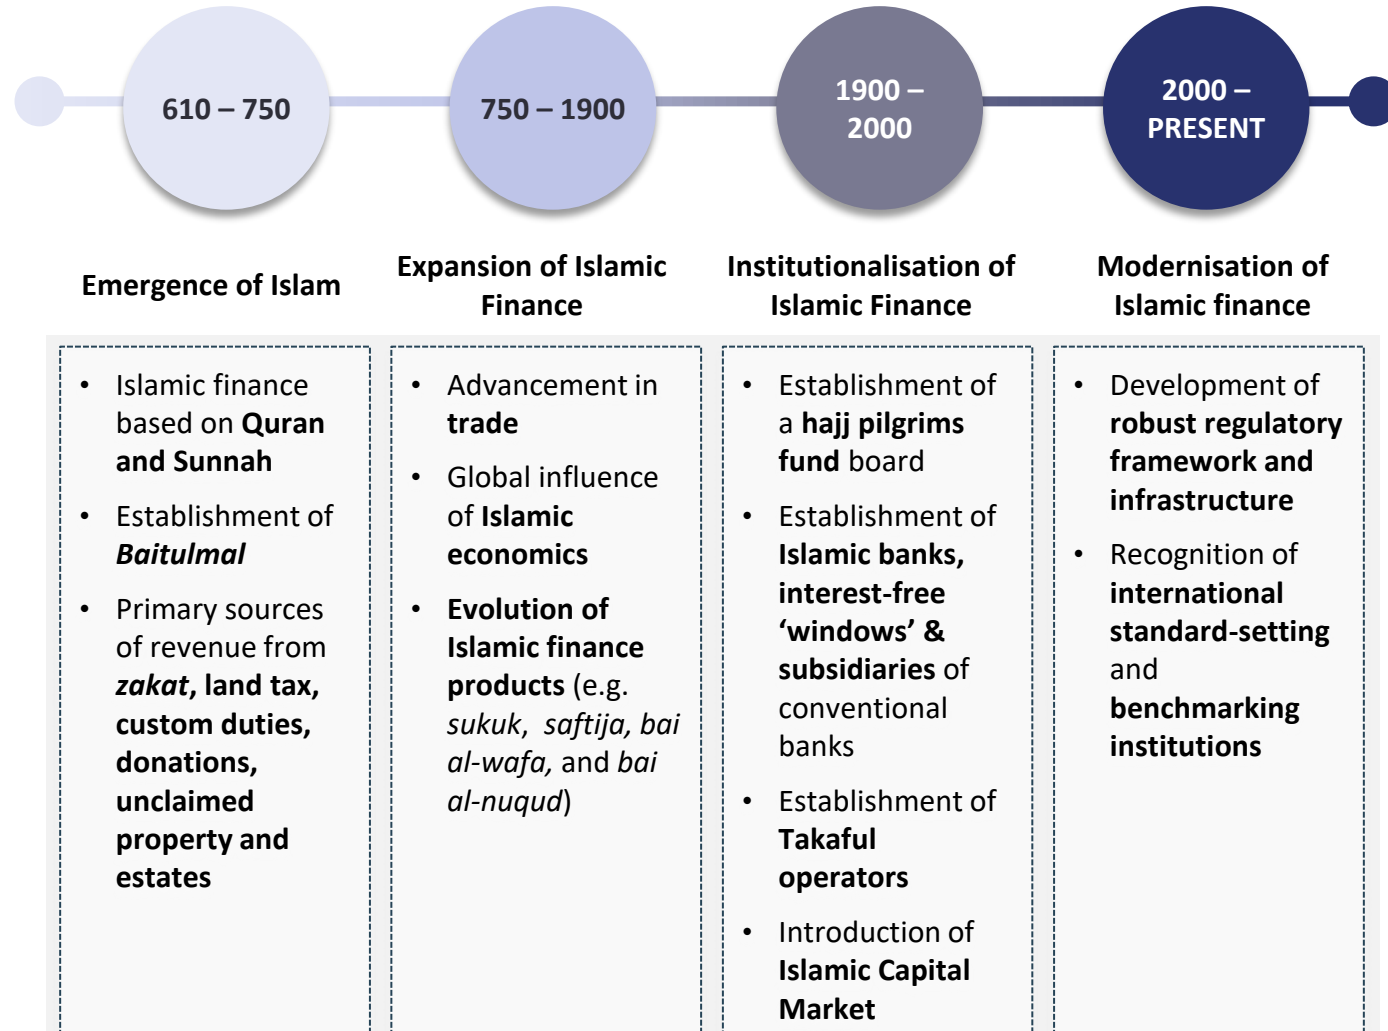 610 – 750
750 – 1900
1900 –
2000
2000 –
PRESENT
Emergence of Islam
Expansion of Islamic
Finance
Institutionalisation of
Islamic Finance
Modernisation of
Islamic finance
• Islamic finance
based on Quran
and Sunnah
• Establishment of
Baitulmal
• Primary sources
of revenue from
zakat, land tax,
custom duties,
donations,
unclaimed
property and
estates
• Advancement in
trade
• Global influence
of Islamic
economics
• Evolution of
Islamic finance
products (e.g.
sukuk, saftija, bai
al-wafa, and bai
al-nuqud)
• Establishment of
a hajj pilgrims
fund board
• Establishment of
Islamic banks,
interest-free
‘windows’ &
subsidiaries of
conventional
banks
• Establishment of
Takaful
operators
• Introduction of
Islamic Capital
Market
• Development of
robust regulatory
framework and
infrastructure
• Recognition of
international
standard-setting
and
benchmarking
institutions